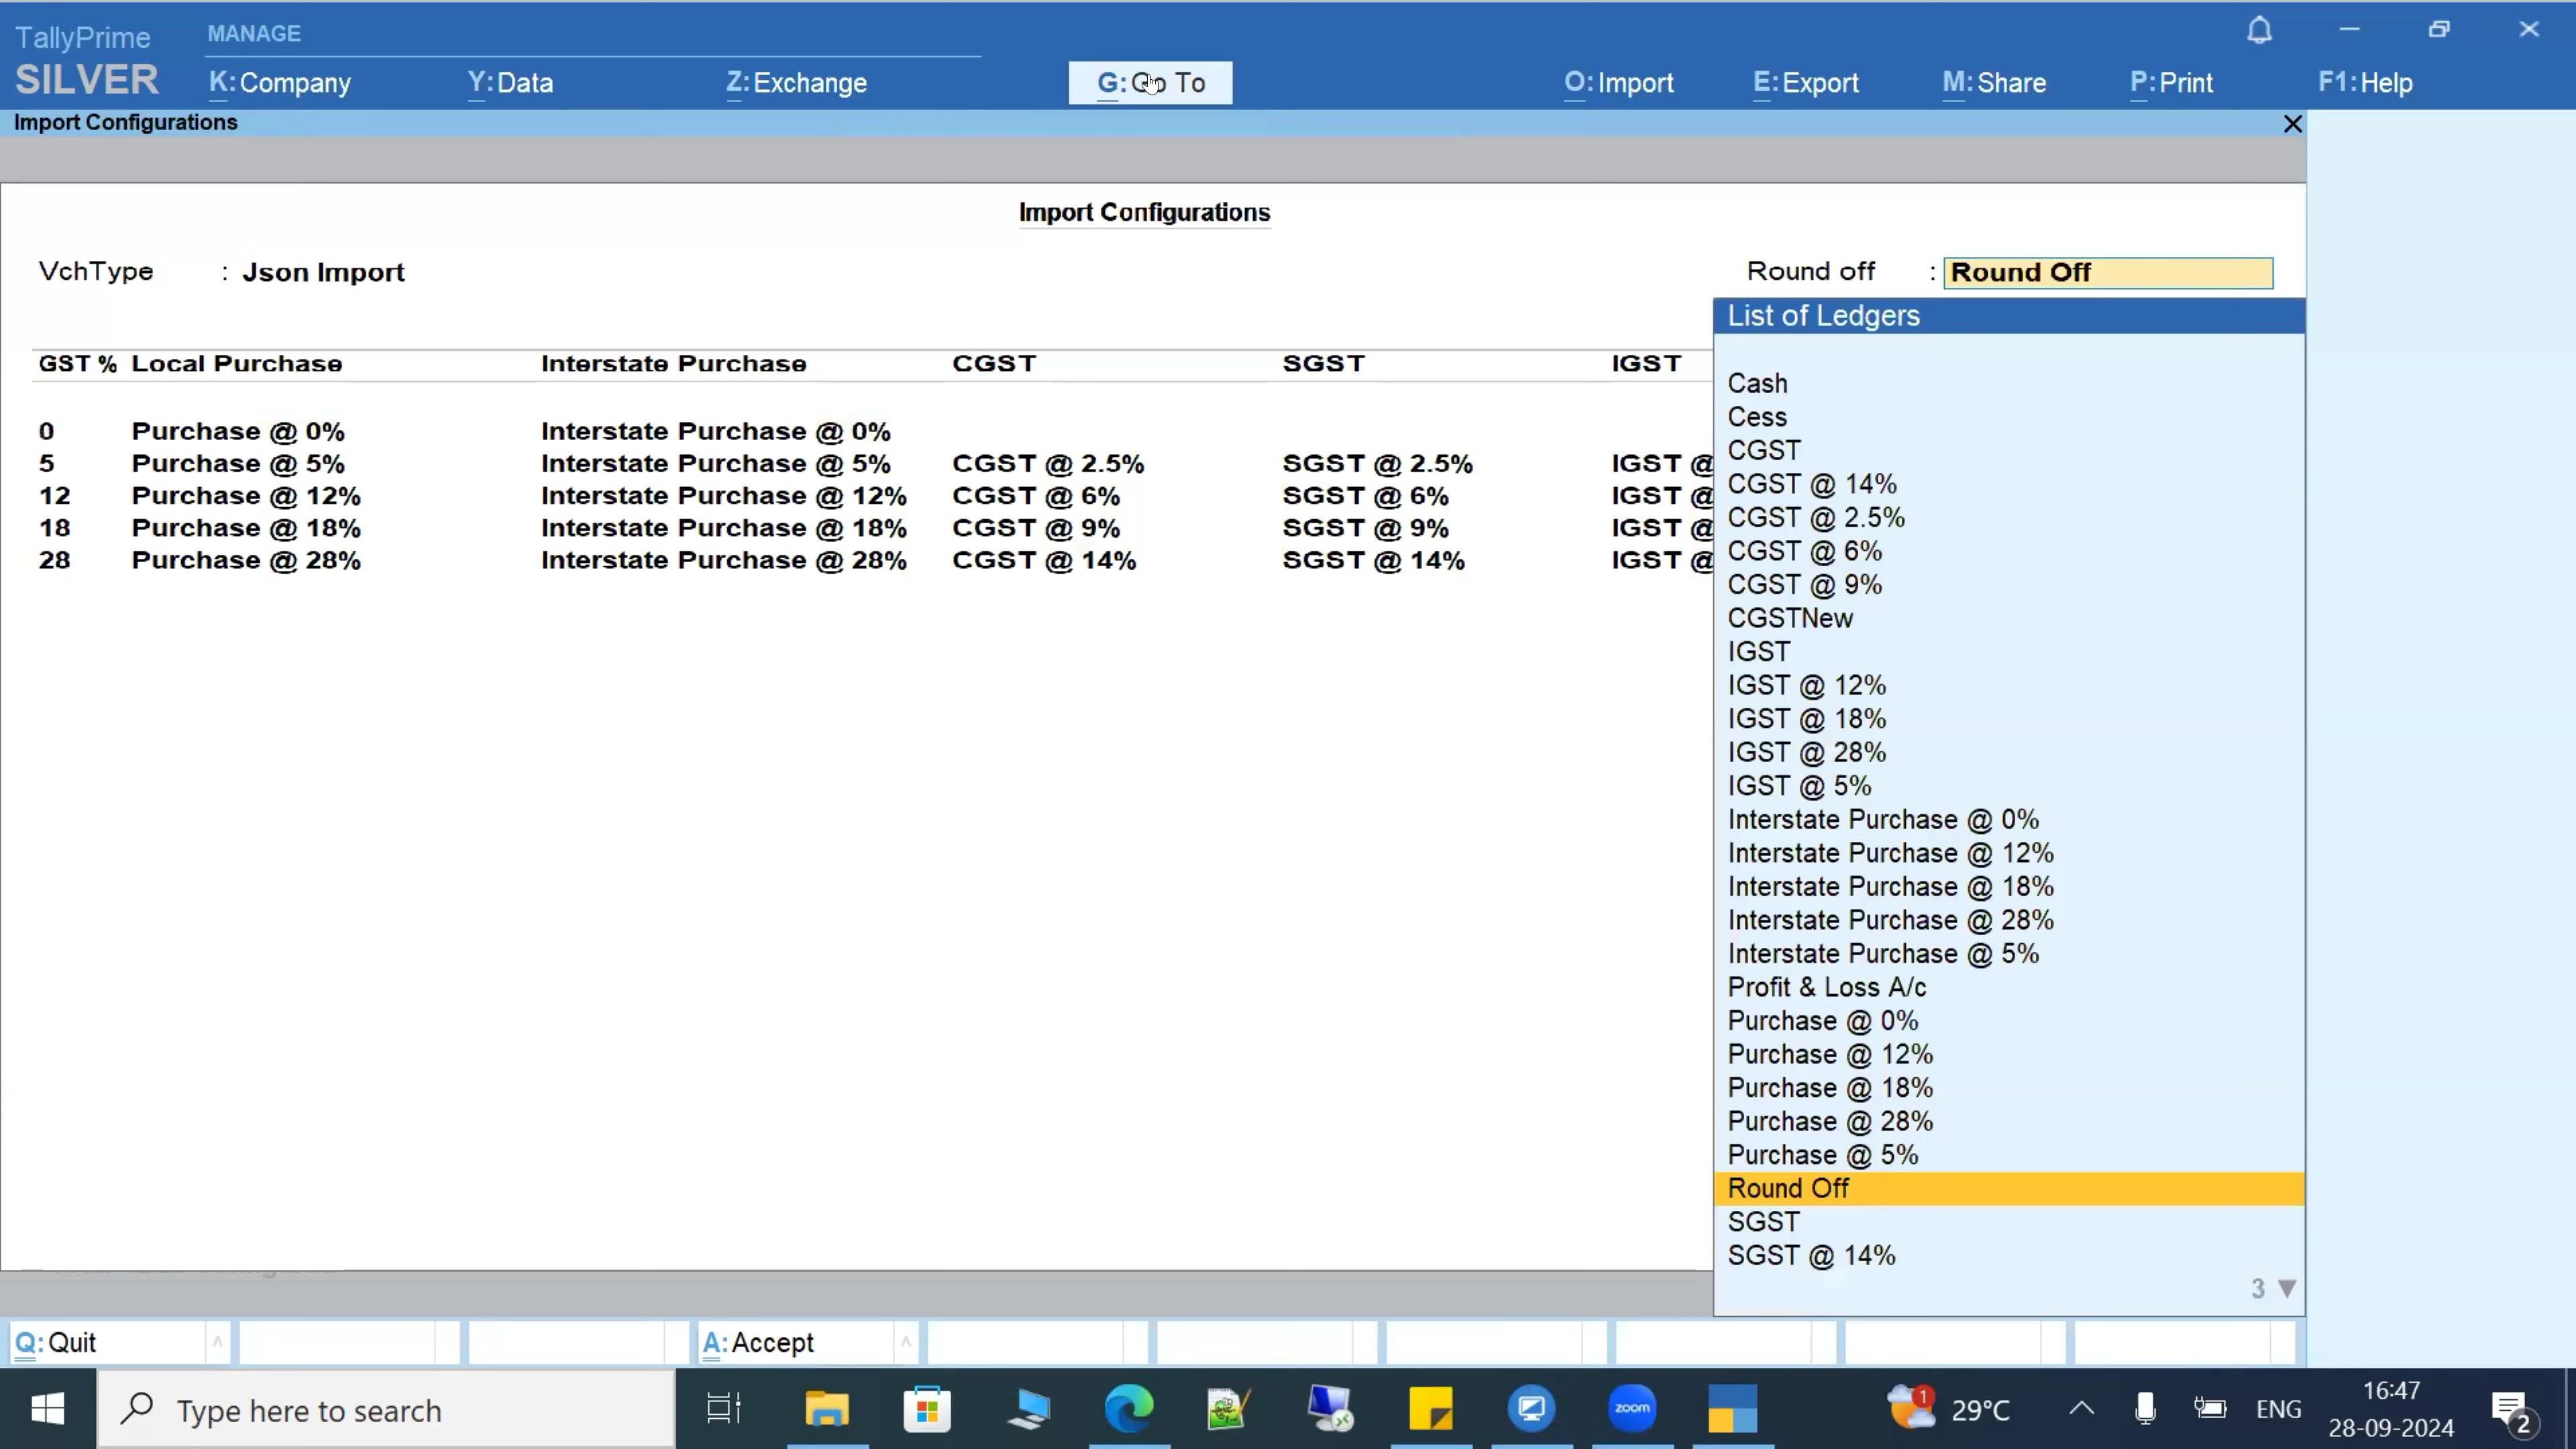 TallyPrime
SILVER
MANAGE
K:Company
Y:Data
Z:Exchange
G:Go To
O:Import
E:Export
M:Share
P:Print
F1:Help
Import Configurations
Import Configurations
VchType : Json Import
Round off : Round Off
GST % Local Purchase Interstate Purchase CGST SGST IGST
0 Purchase @ 0% Interstate Purchase @ 0%
5 Purchase @ 5% Interstate Purchase @ 5% CGST @ 2.5% SGST @ 2.5% IGST @
12 Purchase @ 12% Interstate Purchase @ 12% CGST @ 6% SGST @ 6% IGST @
18 Purchase @ 18% Interstate Purchase @ 18% CGST @ 9% SGST @ 9% IGST @
28 Purchase @ 28% Interstate Purchase @ 28% CGST @ 14% SGST @ 14% IGST @
List of Ledgers
Cash
Cess
CGST
CGST @ 14%
CGST @ 2.5%
CGST @ 6%
CGST @ 9%
CGSTNew
IGST
IGST @ 12%
IGST @ 18%
IGST @ 28%
IGST @ 5%
Interstate Purchase @ 0%
Interstate Purchase @ 12%
Interstate Purchase @ 18%
Interstate Purchase @ 28%
Interstate Purchase @ 5%
Profit & Loss A/c
Purchase @ 0%
Purchase @ 12%
Purchase @ 18%
Purchase @ 28%
Purchase @ 5%
Round Off
SGST
SGST @ 14%
3 ▼
Q:Quit
A:Accept
Type here to search
zoom
1
29°C
ENG
16:47
28-09-2024
2